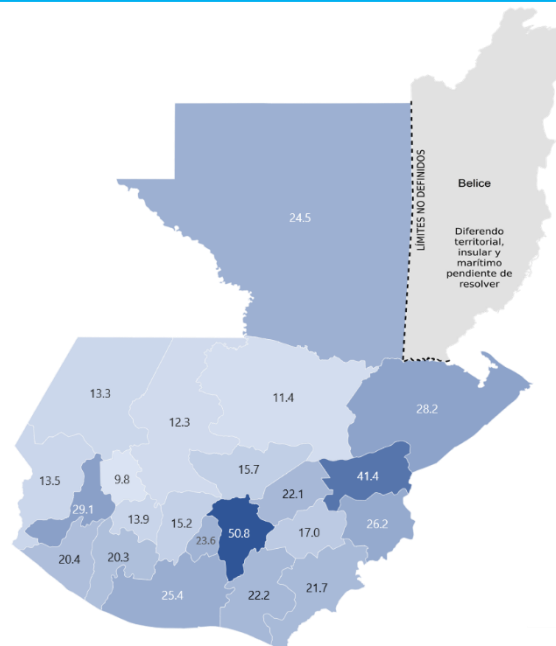 LÍMITES NO DEFINIDOS
Belice
24.5
Diferendo
territorial,
insular y
marítimo
pendiente de
resolver
13.3
11.4
28.2
12.3
15.7
41.4
13.5
9.8
22.1
29.1
13.9
15.2
26.2
50.8
17.0
23.6
20.4
20.3
25.4
22.2
21.7